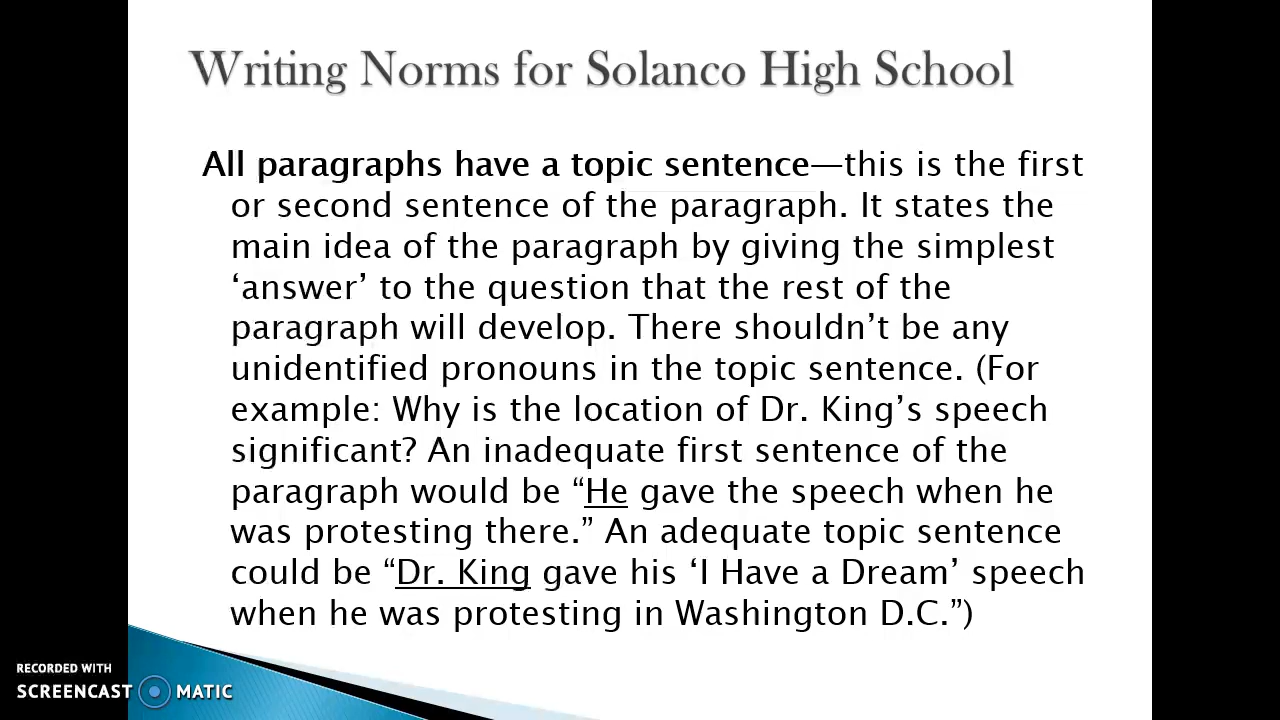 Writing Norms for Solanco High School
All paragraphs have a topic sentence—this is the first
or second sentence of the paragraph. It states the
main idea of the paragraph by giving the simplest
‘answer’ to the question that the rest of the
paragraph will develop. There shouldn’t be any
unidentified pronouns in the topic sentence. (For
example: Why is the location of Dr. King’s speech
significant? An inadequate first sentence of the
paragraph would be “He gave the speech when he
was protesting there.” An adequate topic sentence
could be “Dr. King gave his ‘I Have a Dream’ speech
when he was protesting in Washington D.C.”)
RECORDED WITH
SCREENCAST MATIC